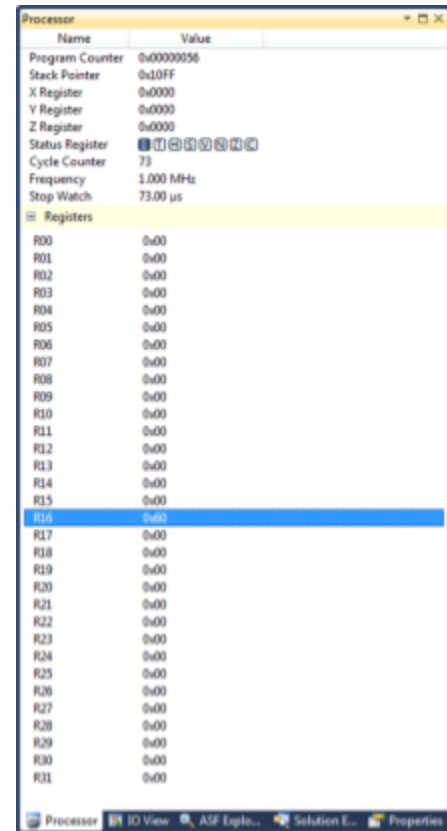 Processor
Name Value
Program Counter 0x00000056
Stack Pointer 0x10FF
X Register 0x0000
Y Register 0x0000
Z Register 0x0000
Status Register I T H S V N Z C
Cycle Counter 73
Frequency 1.000 MHz
Stop Watch 73.00 µs
Registers
R00 0x00
R01 0x00
R02 0x00
R03 0x00
R04 0x00
R05 0x00
R06 0x00
R07 0x00
R08 0x00
R09 0x00
R10 0x00
R11 0x00
R12 0x00
R13 0x00
R14 0x00
R15 0x00
R16 0x60
R17 0x00
R18 0x00
R19 0x00
R20 0x00
R21 0x00
R22 0x00
R23 0x00
R24 0x00
R25 0x00
R26 0x00
R27 0x00
R28 0x00
R29 0x00
R30 0x00
R31 0x00
Processor IO View ASF Explo... Solution E... Properties